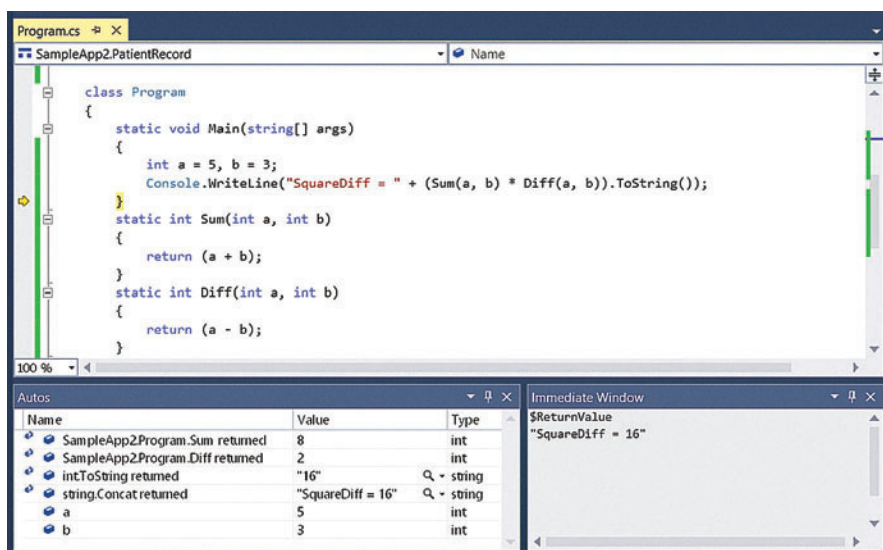 Program.cs
SampleApp2.PatientRecord
Name
class Program
{
static void Main(string[] args)
{
int a = 5, b = 3;
Console.WriteLine("SquareDiff = " + (Sum(a, b) * Diff(a, b)).ToString());
}
static int Sum(int a, int b)
{
return (a + b);
}
static int Diff(int a, int b)
{
return (a - b);
}
100 %
Autos
Name Value Type
SampleApp2.Program.Sum returned 8 int
SampleApp2.Program.Diff returned 2 int
int.ToString returned "16" string
string.Concat returned "SquareDiff = 16" string
a 5 int
b 3 int
Immediate Window
$ReturnValue
"SquareDiff = 16"